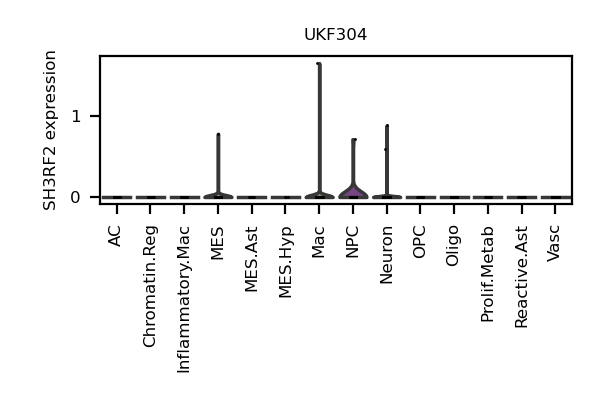 UKF304
SH3RF2 expression
1
0
AC
Chromatin.Reg
Inflammatory.Mac
MES
MES.Ast
MES.Hyp
Mac
NPC
Neuron
OPC
Oligo
Prolif.Metab
Reactive.Ast
Vasc